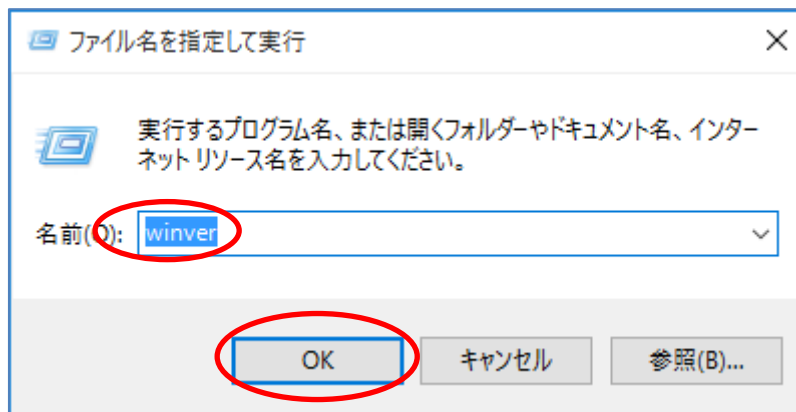 ファイル名を指定して実行
実行するプログラム名、または開くフォルダーやドキュメント名、インター
ネット リソース名を入力してください。
名前(O): winver
OK キャンセル 参照(B)...